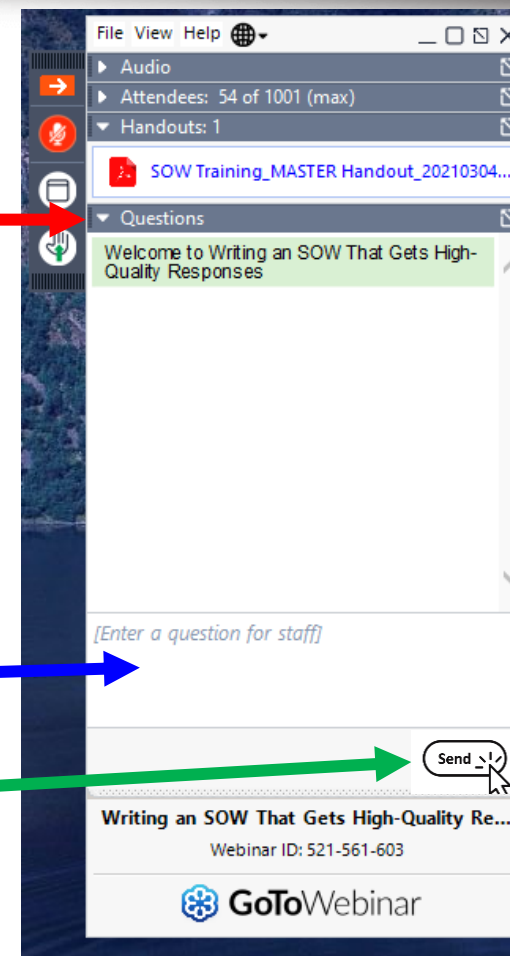 File View Help
Audio
Attendees: 54 of 1001 (max)
Handouts: 1
SOW Training_MASTER Handout_20210304...
Questions
Welcome to Writing an SOW That Gets High-
Quality Responses
[Enter a question for staff]
Send
Writing an SOW That Gets High-Quality Re...
Webinar ID: 521-561-603
GoToWebinar